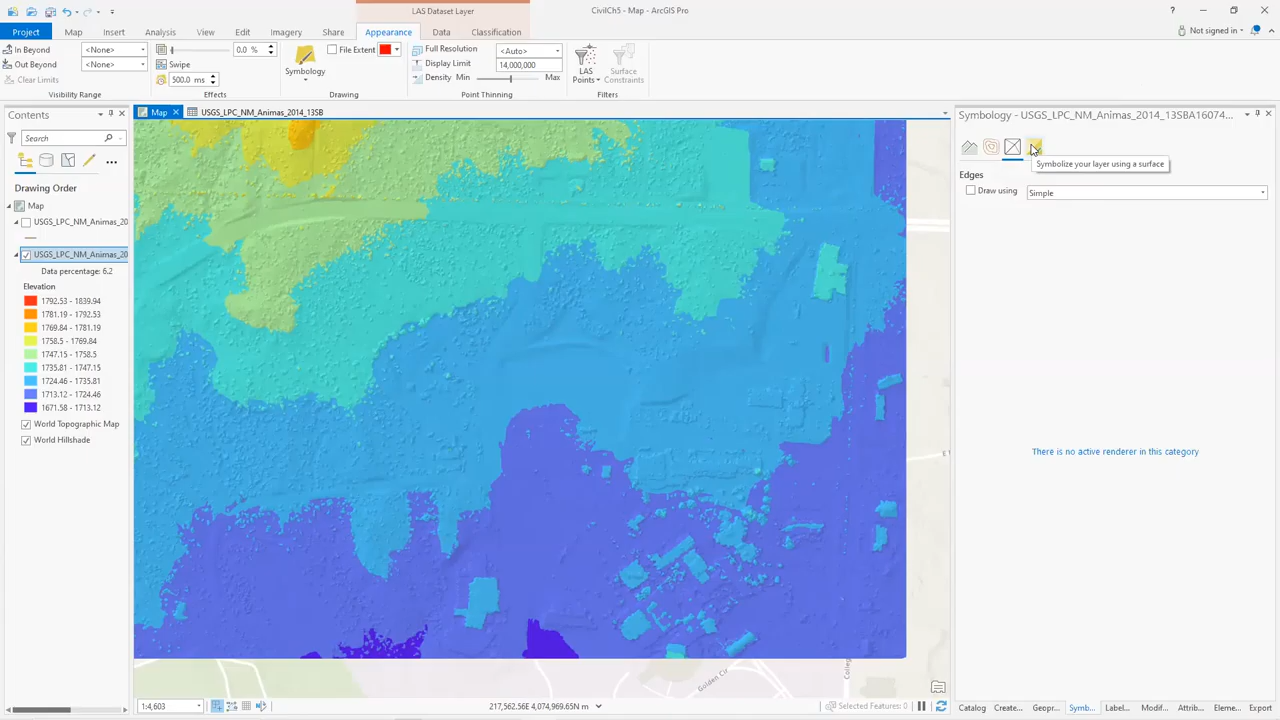 LAS Dataset Layer
CivilCh5 - Map - ArcGIS Pro
?
Project
Map
Insert
Analysis
View
Edit
Imagery
Share
Appearance
Data
Classification
Not signed in
In Beyond
<None>
Out Beyond
<None>
Clear Limits
Visibility Range
0.0 %
Swipe
500.0 ms
Effects
Symbology
File Extent
Drawing
Full Resolution
<Auto>
Display Limit
14,000,000
Density Min
Max
Point Thinning
LAS Points
Surface Constraints
Filters
Contents
Search
Drawing Order
Map
USGS_LPC_NM_Animas_20
USGS_LPC_NM_Animas_20
Data percentage: 6.2
Elevation
1792.53 - 1839.94
1781.19 - 1792.53
1769.84 - 1781.19
1758.5 - 1769.84
1747.15 - 1758.5
1735.81 - 1747.15
1724.46 - 1735.81
1713.12 - 1724.46
1671.58 - 1713.12
World Topographic Map
World Hillshade
Map
USGS_LPC_NM_Animas_2014_13SB
Golden Cir
Colleg
E
1:4,603
217,562.56E 4,074,969.65N m
Selected Features: 0
Symbology - USGS_LPC_NM_Animas_2014_13SBA16074...
Symbolize your layer using a surface
Edges
Draw using
Simple
There is no active renderer in this category
Catalog
Create...
Geopr...
Symb...
Label...
Modif...
Attrib...
Eleme...
Export